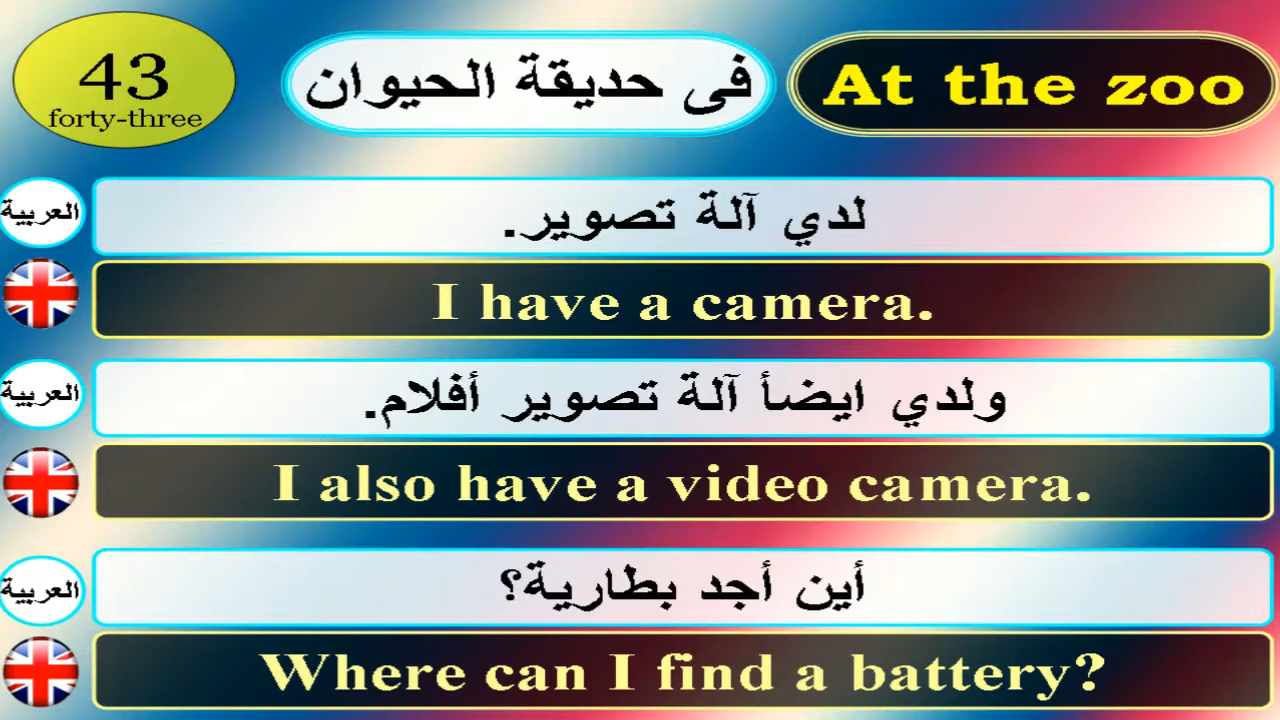 43
forty-three
فى حديقة الحيوان
At the zoo
العربية
لدي آلة تصوير.
I have a camera.
العربية
ولدي ايضأ آلة تصوير أفلام.
I also have a video camera.
العربية
أين أجد بطارية؟
Where can I find a battery?